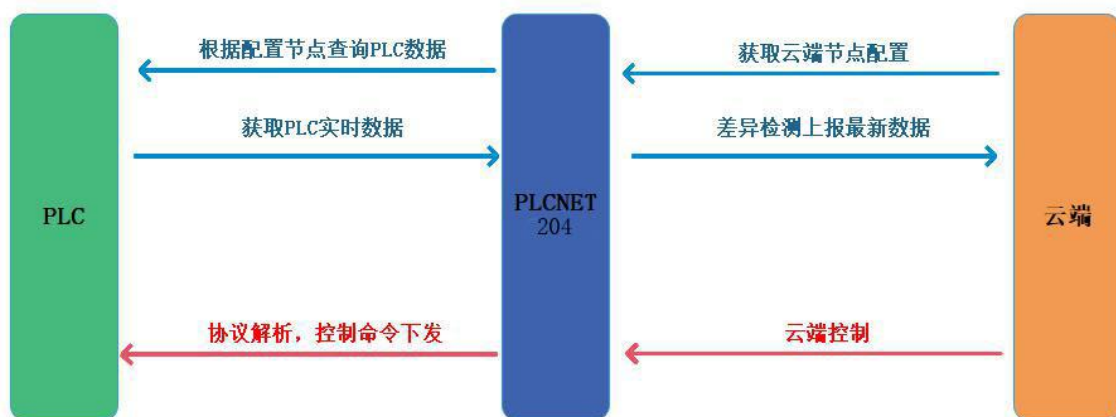 根据配置节点查询PLC数据
获取云端节点配置
获取PLC实时数据
差异检测上报最新数据
PLC
PLCNET
204
云端
协议解析，控制命令下发
云端控制